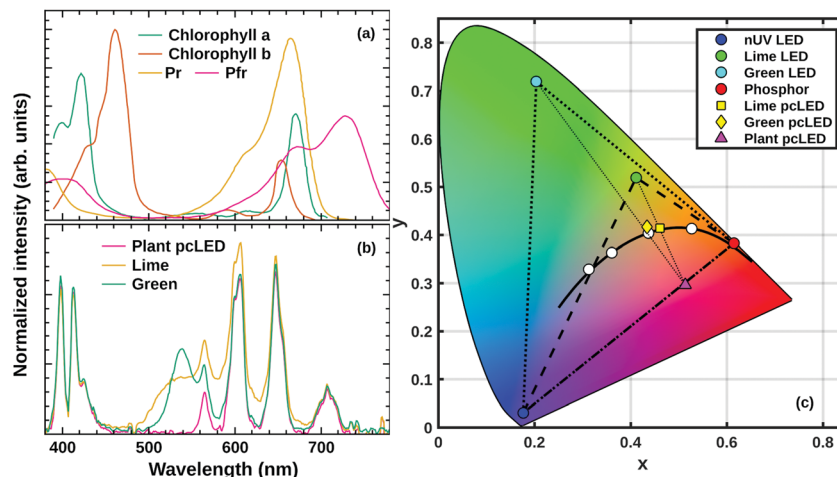 (a)
Chlorophyll a
Chlorophyll b
Pr Pfr
Normalized intensity (arb. units)
(b)
Plant pcLED
Lime
Green
400 500 600 700
Wavelength (nm)
0.8
0.7
0.6
0.5
0.4
0.3
0.2
0.1
0
y
nUV LED
Lime LED
Green LED
Phosphor
Lime pcLED
Green pcLED
Plant pcLED
(c)
0 0.2 0.4 0.6 0.8
x